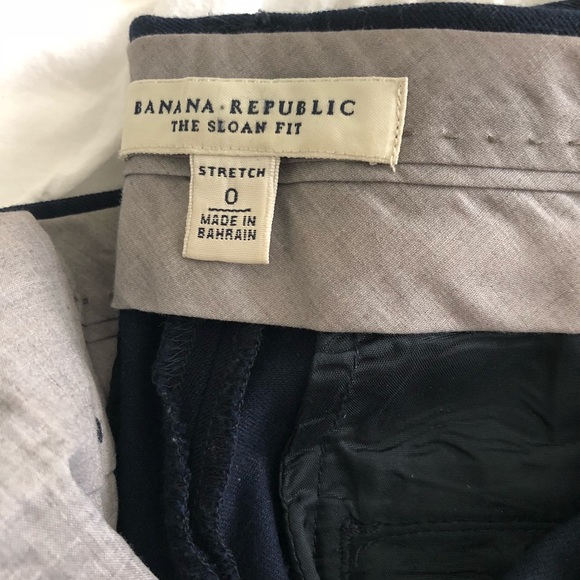 BANANA · REPUBLIC
THE SLOAN FIT
STRETCH
0
MADE IN
BAHRAIN